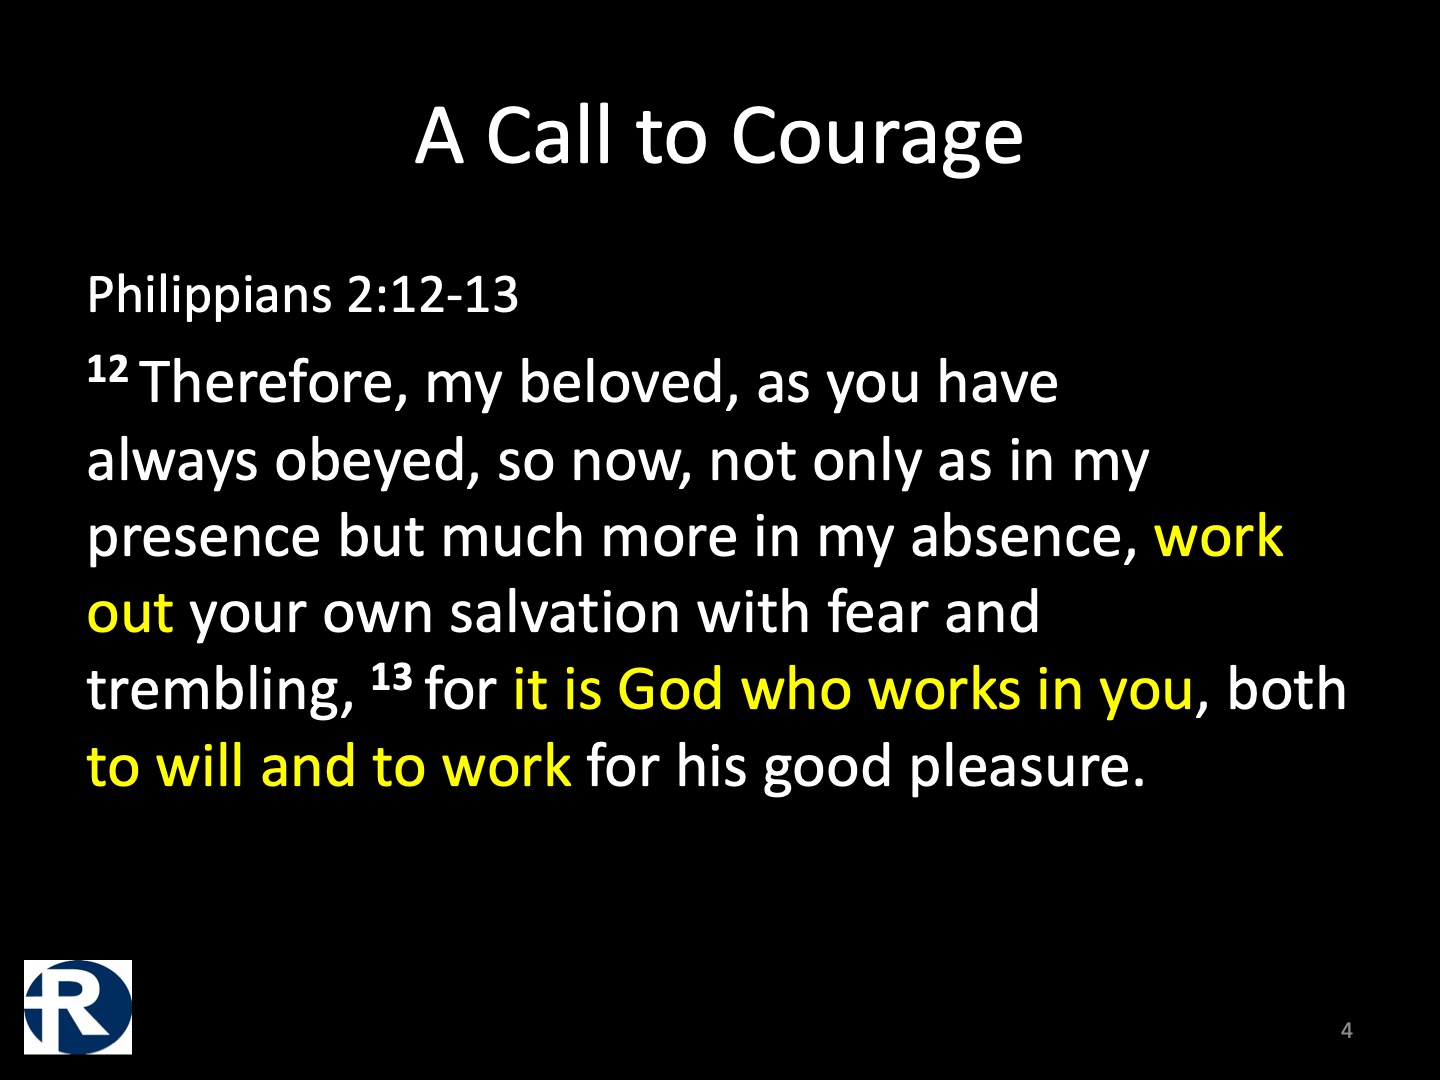 A Call to Courage
Philippians 2:12-13
12 Therefore, my beloved, as you have
always obeyed, so now, not only as in my
presence but much more in my absence, work
out your own salvation with fear and
trembling, 13 for it is God who works in you, both
to will and to work for his good pleasure.
R
4